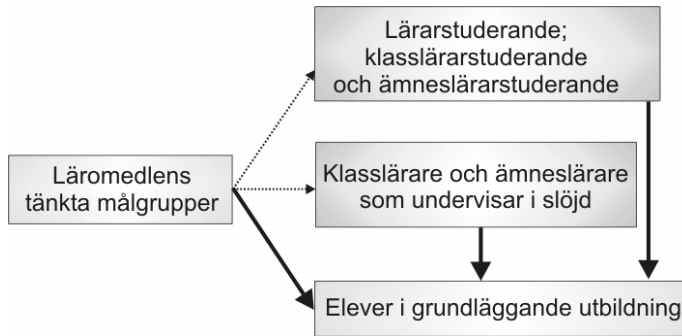 Lärarstuderande;
klasslärarstuderande
och ämneslärarstuderande
Läromedlens
tänkta målgrupper
Klasslärare och ämneslärare
som undervisar i slöjd
Elever i grundläggande utbildning